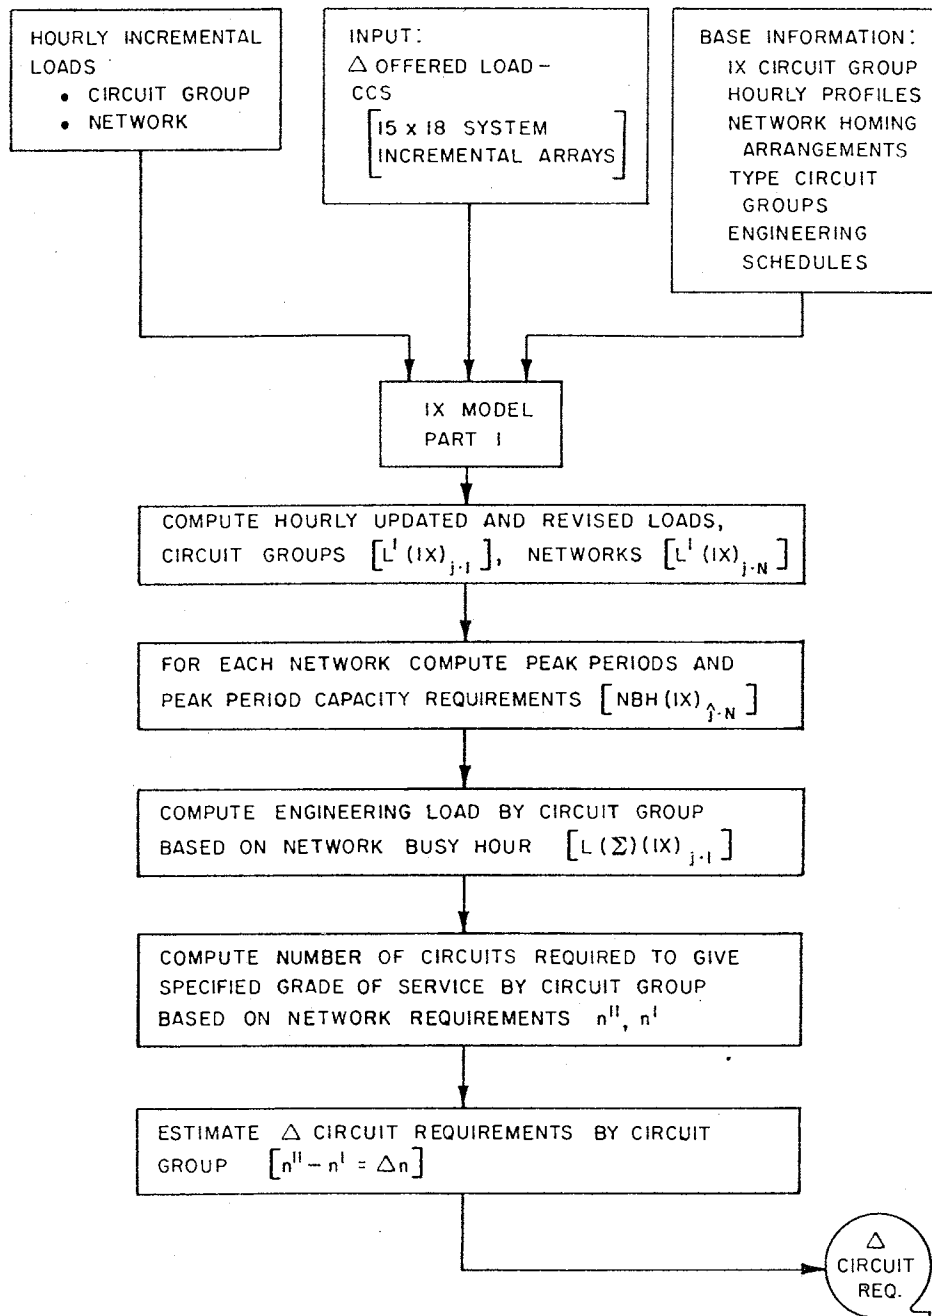 HOURLY INCREMENTAL
LOADS
• CIRCUIT GROUP
• NETWORK
INPUT:
△ OFFERED LOAD -
CCS
[15 x 18 SYSTEM
INCREMENTAL ARRAYS]
BASE INFORMATION:
IX CIRCUIT GROUP
HOURLY PROFILES
NETWORK HOMING
ARRANGEMENTS
TYPE CIRCUIT
GROUPS
ENGINEERING
SCHEDULES
IX MODEL
PART I
COMPUTE HOURLY UPDATED AND REVISED LOADS,
CIRCUIT GROUPS [L' (IX) j·I], NETWORKS [L' (IX) j·N]
FOR EACH NETWORK COMPUTE PEAK PERIODS AND
PEAK PERIOD CAPACITY REQUIREMENTS [NBH (IX) ĵ·N]
COMPUTE ENGINEERING LOAD BY CIRCUIT GROUP
BASED ON NETWORK BUSY HOUR [L (Σ) (IX) j·I]
COMPUTE NUMBER OF CIRCUITS REQUIRED TO GIVE
SPECIFIED GRADE OF SERVICE BY CIRCUIT GROUP
BASED ON NETWORK REQUIREMENTS n", n'
ESTIMATE △ CIRCUIT REQUIREMENTS BY CIRCUIT
GROUP [n" – n' = △n]
△
CIRCUIT
REQ.